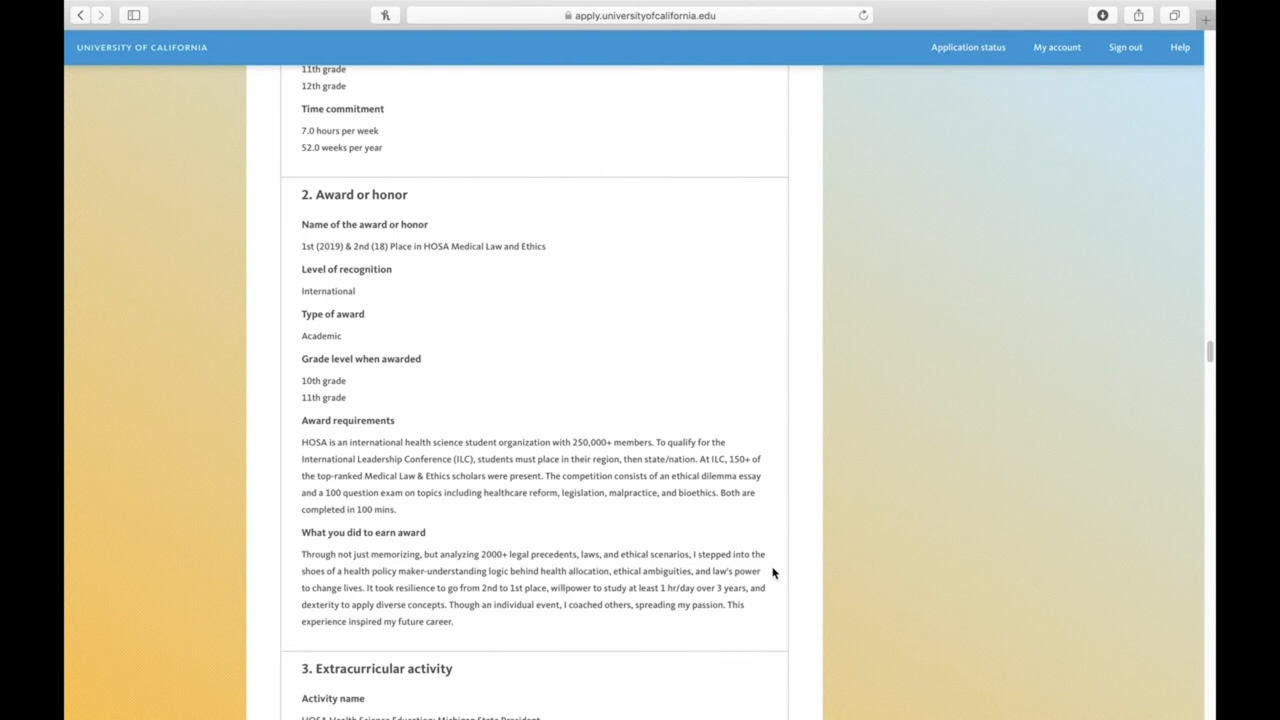 apply.universityofcalifornia.edu
UNIVERSITY OF CALIFORNIA
Application status
My account
Sign out
Help
11th grade
12th grade
Time commitment
7.0 hours per week
52.0 weeks per year
2. Award or honor
Name of the award or honor
1st (2019) & 2nd (18) Place in HOSA Medical Law and Ethics
Level of recognition
International
Type of award
Academic
Grade level when awarded
10th grade
11th grade
Award requirements
HOSA is an international health science student organization with 250,000+ members. To qualify for the
International Leadership Conference (ILC), students must place in their region, then state/nation. At ILC, 150+ of
the top-ranked Medical Law & Ethics scholars were present. The competition consists of an ethical dilemma essay
and a 100 question exam on topics including healthcare reform, legislation, malpractice, and bioethics. Both are
completed in 100 mins.
What you did to earn award
Through not just memorizing, but analyzing 2000+ legal precedents, laws, and ethical scenarios, I stepped into the
shoes of a health policy maker-understanding logic behind health allocation, ethical ambiguities, and law's power
to change lives. It took resilience to go from 2nd to 1st place, willpower to study at least 1 hr/day over 3 years, and
dexterity to apply diverse concepts. Though an individual event, I coached others, spreading my passion. This
experience inspired my future career.
3. Extracurricular activity
Activity name
HOSA Health Science Education: Michigan State President